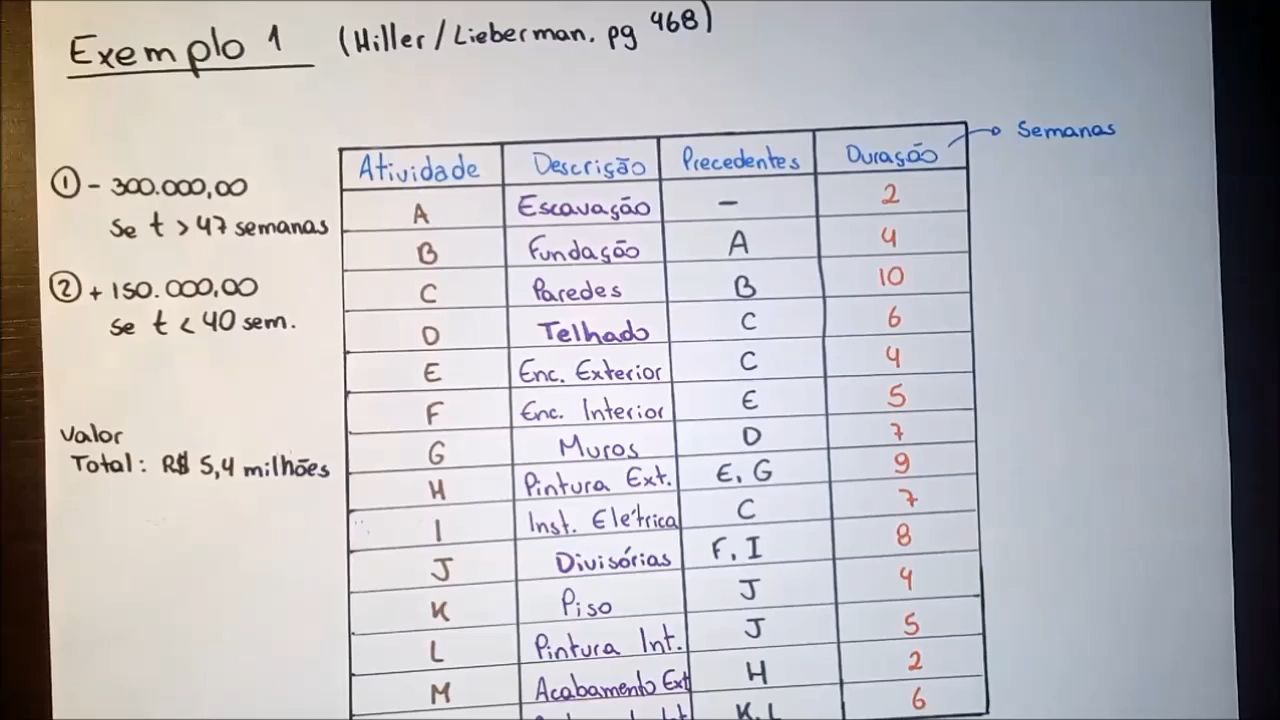 Exemplo 1 (Hiller/Lieberman. pg 468)
Semanas
① - 300.000,00
Se t > 47 semanas
② + 150.000,00
Se t < 40 sem.
Valor
Total: R$ 5,4 milhões
Atividade Descrição Precedentes Duração
A Escavação - 2
B Fundação A 4
C Paredes B 10
D Telhado C 6
E Enc. Exterior C 4
F Enc. Interior E 5
G Muros D 7
H Pintura Ext. E, G 9
I Inst. Elétrica C 7
J Divisórias F, I 8
K Piso J 4
L Pintura Int. J 5
M Acabamento Ext H 2
K, L 6